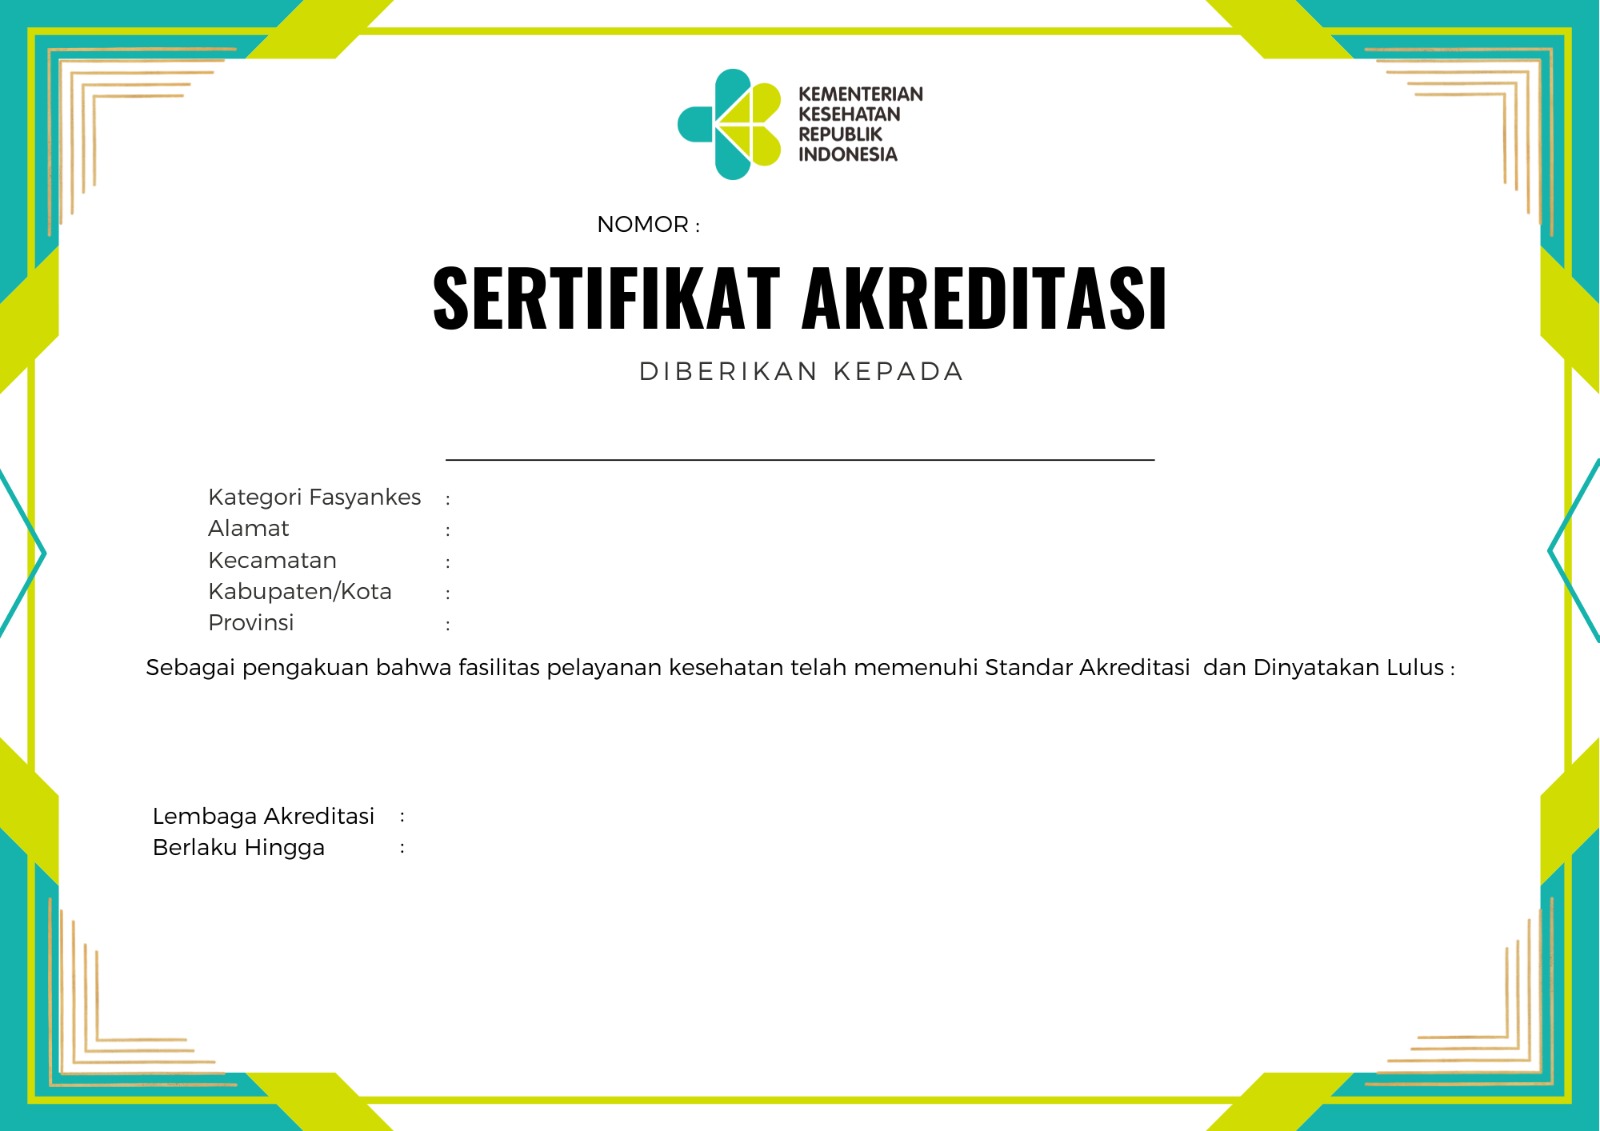 KEMENTERIAN
KESEHATAN
REPUBLIK
INDONESIA
NOMOR :
SERTIFIKAT AKREDITASI
DIBERIKAN KEPADA
Kategori Fasyankes :
Alamat :
Kecamatan :
Kabupaten/Kota :
Provinsi :
Sebagai pengakuan bahwa fasilitas pelayanan kesehatan telah memenuhi Standar Akreditasi  dan Dinyatakan Lulus :
Lembaga Akreditasi :
Berlaku Hingga :